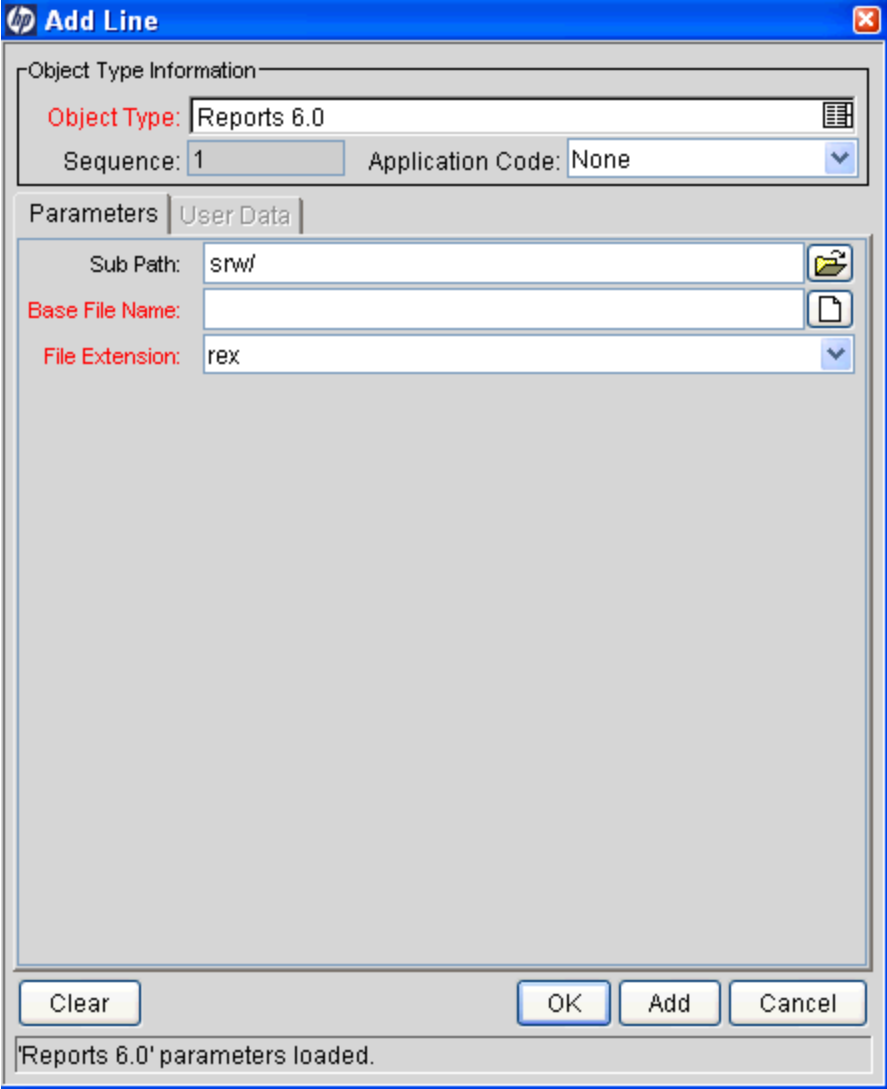 hp Add Line
Object Type Information
Object Type: Reports 6.0
Sequence: 1 Application Code: None
Parameters User Data
Sub Path: srw/
Base File Name:
File Extension: rex
Clear OK Add Cancel
'Reports 6.0' parameters loaded.